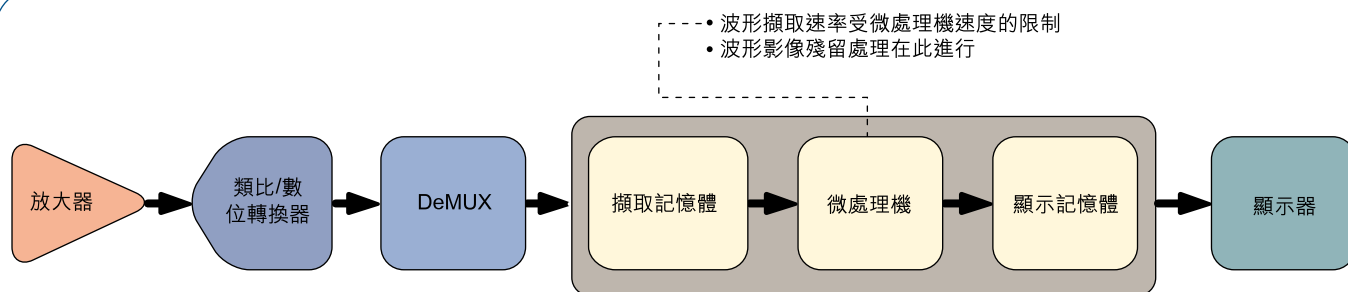 • 波形擷取速率受微處理機速度的限制
• 波形影像殘留處理在此進行
放大器
類比/數
位轉換器
DeMUX
擷取記憶體
微處理機
顯示記憶體
顯示器